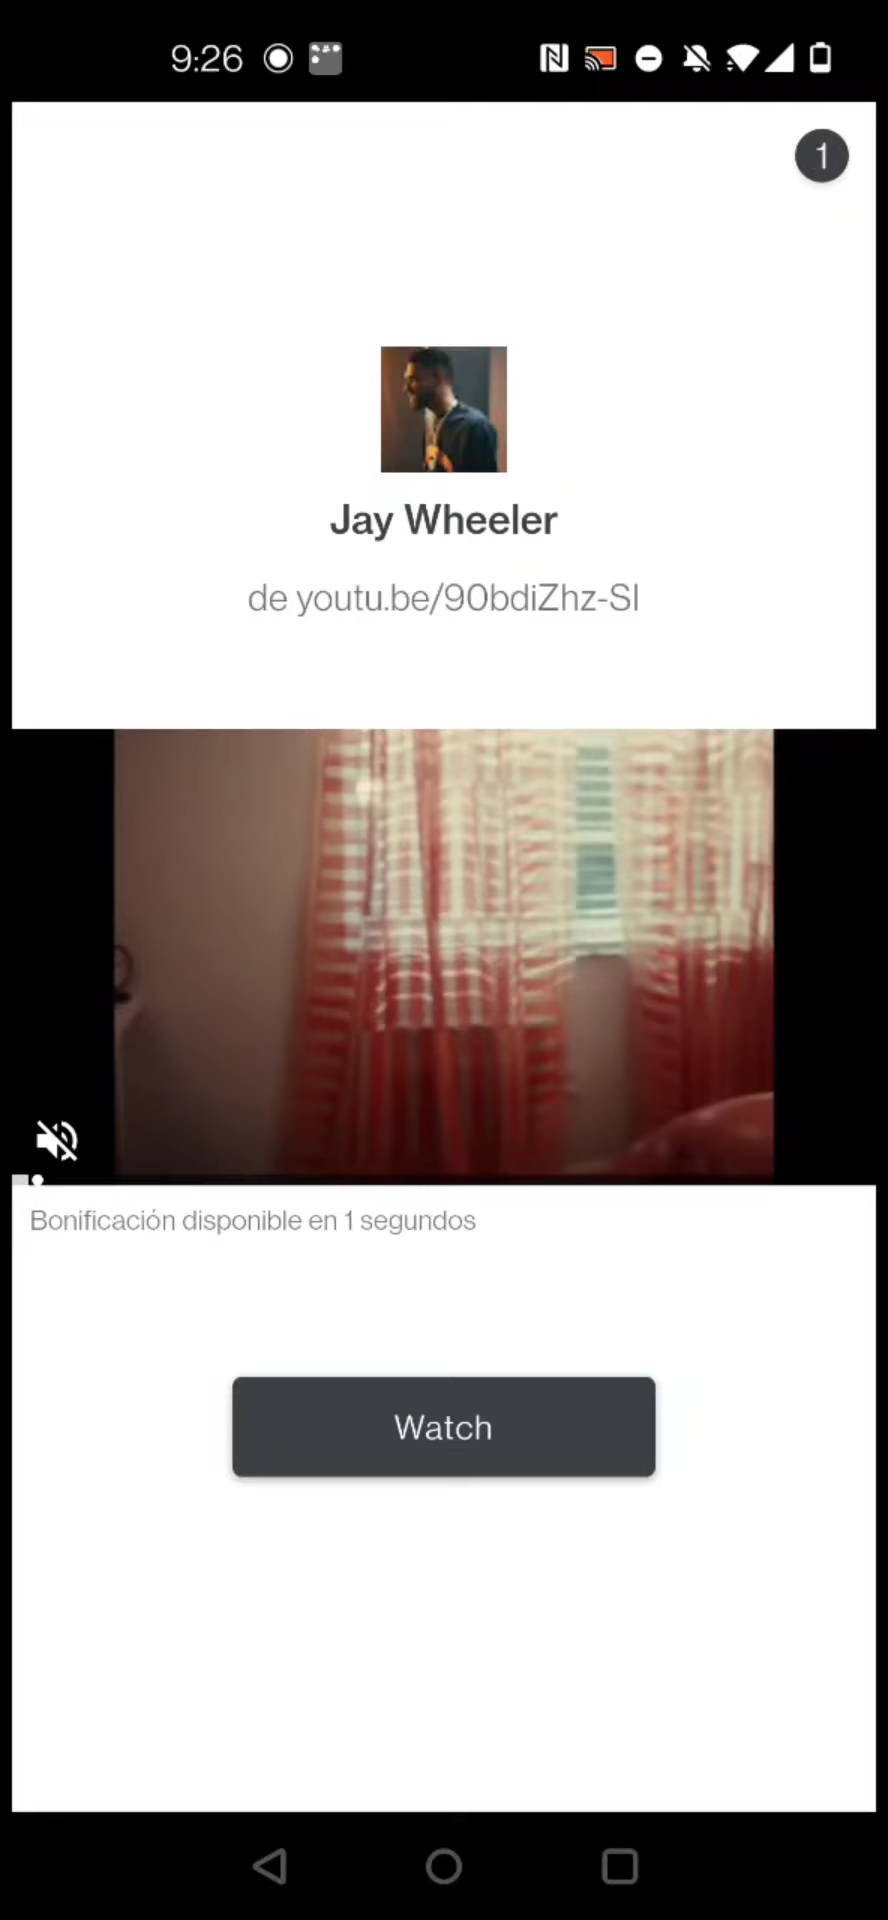 9:26
1
Jay Wheeler
de youtu.be/90bdiZhz-SI
Bonificación disponible en 1 segundos
Watch